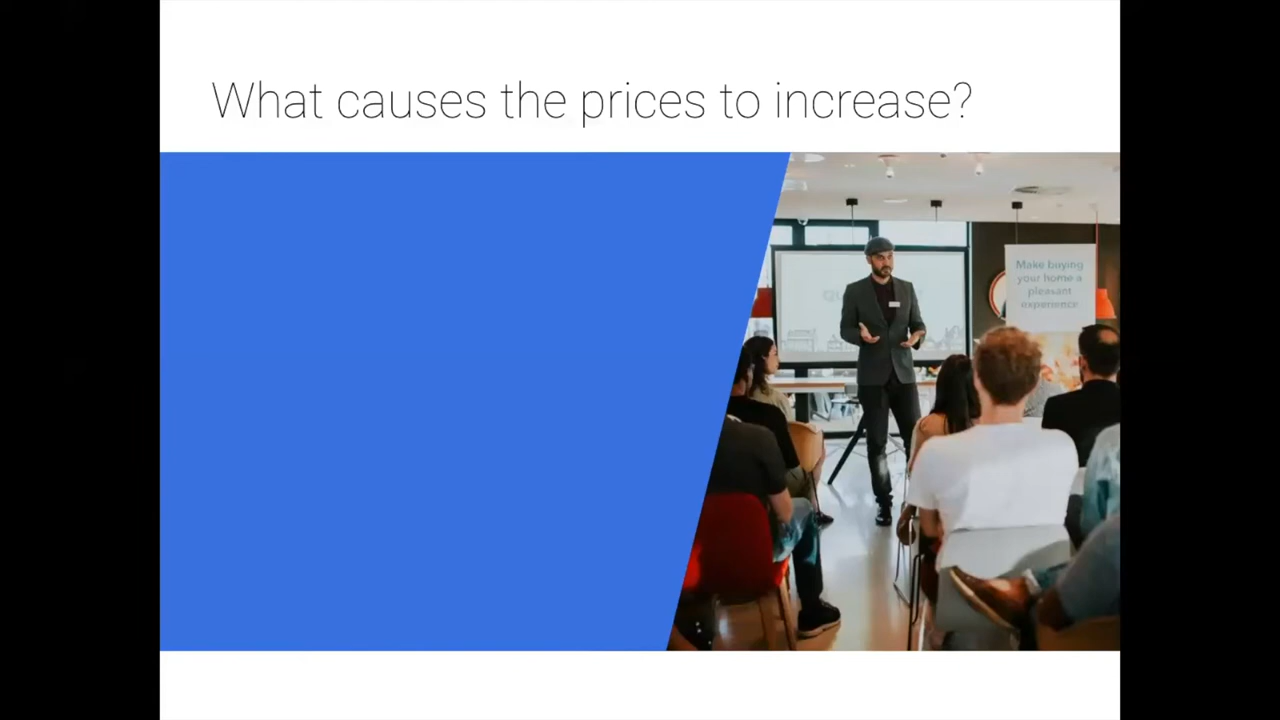 What causes the prices to increase?
Make buying
your home a
pleasant
experience